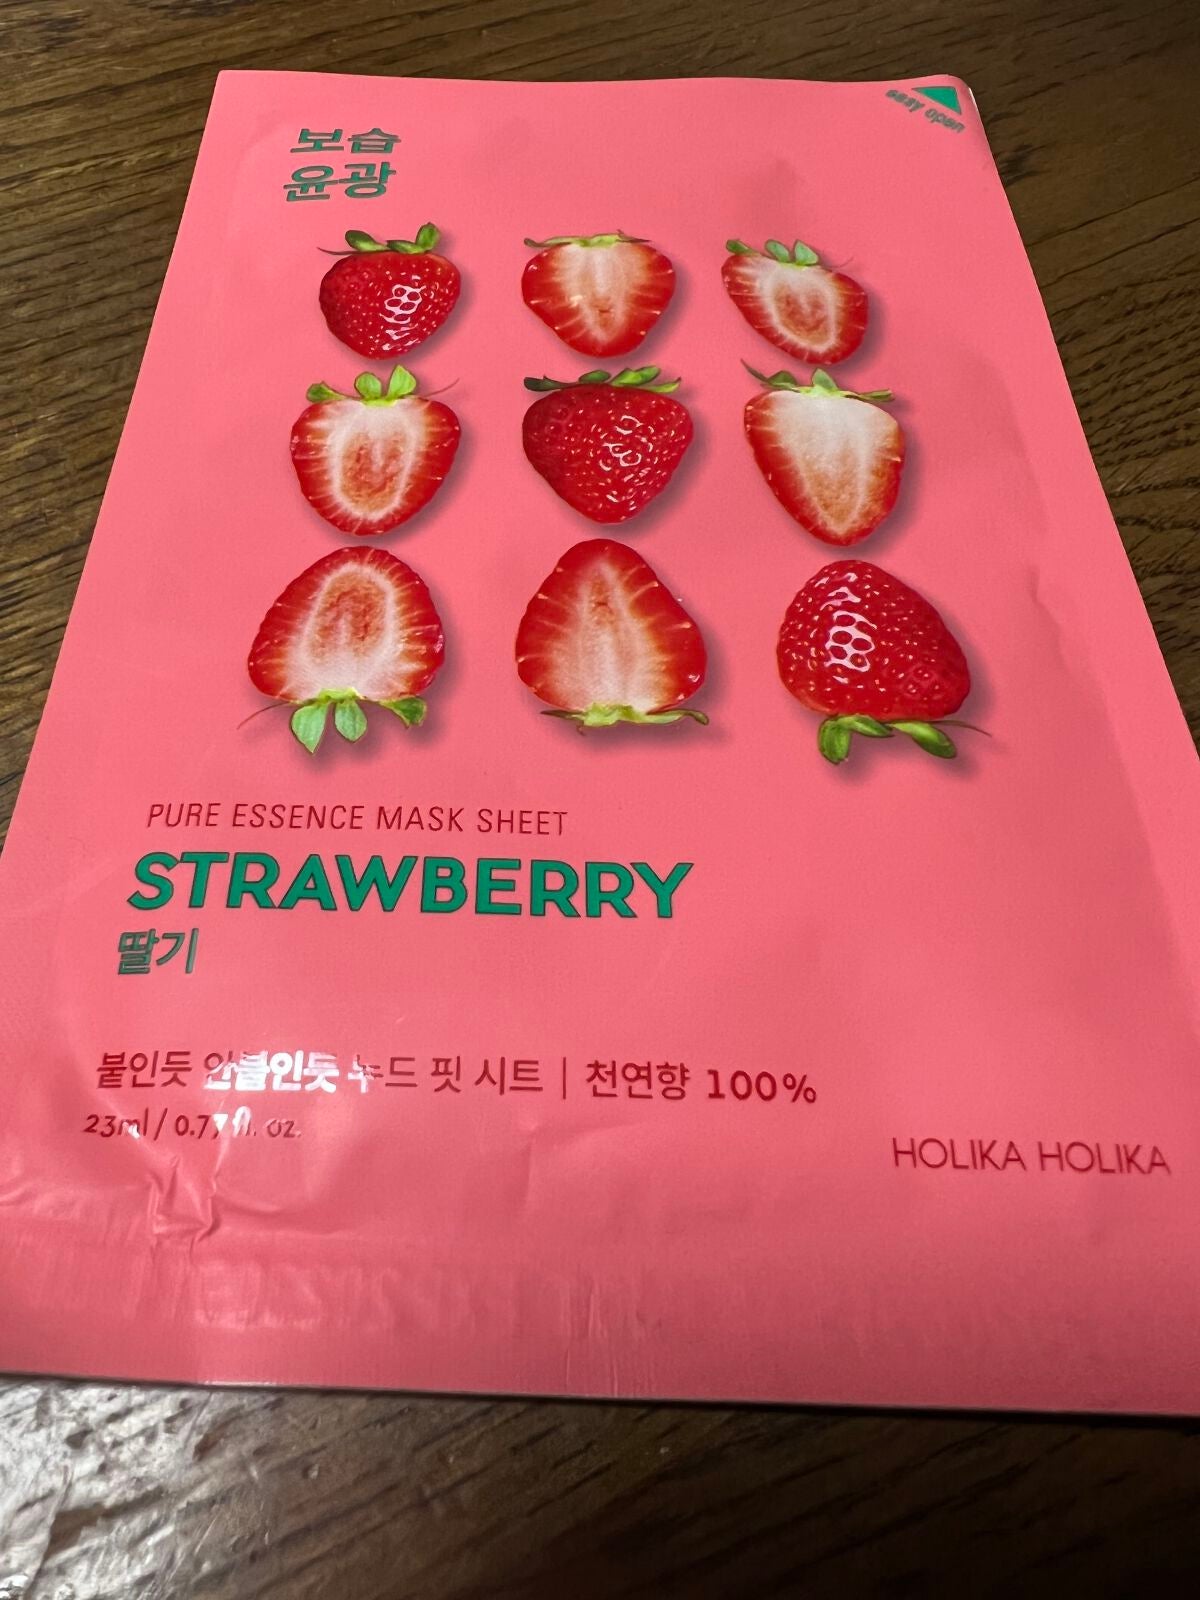 easy open
보습
윤광
PURE ESSENCE MASK SHEET
STRAWBERRY
딸기
붙인듯 안붙인듯 누드 핏 시트 | 천연향 100%
23ml / 0.77 fl. oz.
HOLIKA HOLIKA